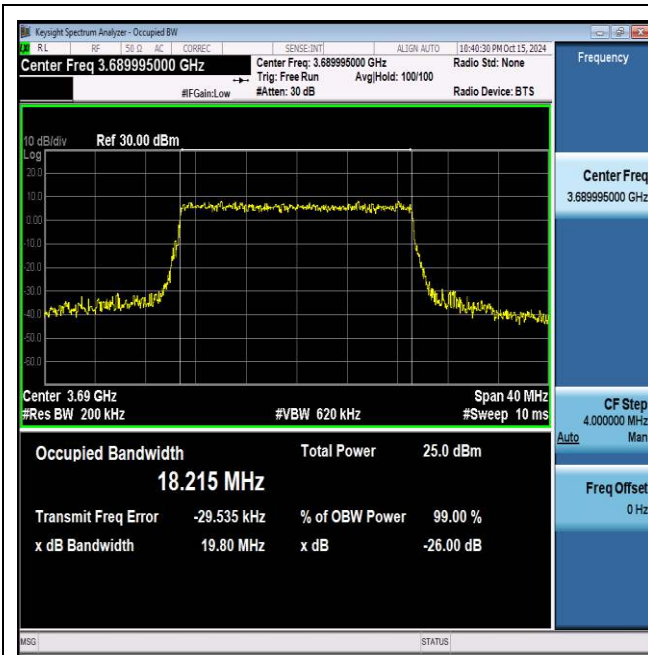 Keysight Spectrum Analyzer - Occupied BW
RL RF 50 Ω AC CORREC SENSE:INT ALIGN AUTO 10:40:30 PM Oct 15, 2024
Center Freq 3.689995000 GHz Center Freq: 3.689995000 GHz Radio Std: None
Trig: Free Run Avg|Hold: 100/100
#IFGain:Low #Atten: 30 dB Radio Device: BTS
10 dB/div Ref 30.00 dBm
Log
20.0
10.0
0.00
-10.0
-20.0
-30.0
-40.0
-50.0
-60.0
Center 3.69 GHz Span 40 MHz
#Res BW 200 kHz #VBW 620 kHz #Sweep 10 ms
Occupied Bandwidth Total Power 25.0 dBm
18.215 MHz
Transmit Freq Error -29.535 kHz % of OBW Power 99.00 %
x dB Bandwidth 19.80 MHz x dB -26.00 dB
MSG STATUS
Frequency
Center Freq
3.689995000 GHz
CF Step
4.000000 MHz
Auto Man
Freq Offset
0 Hz